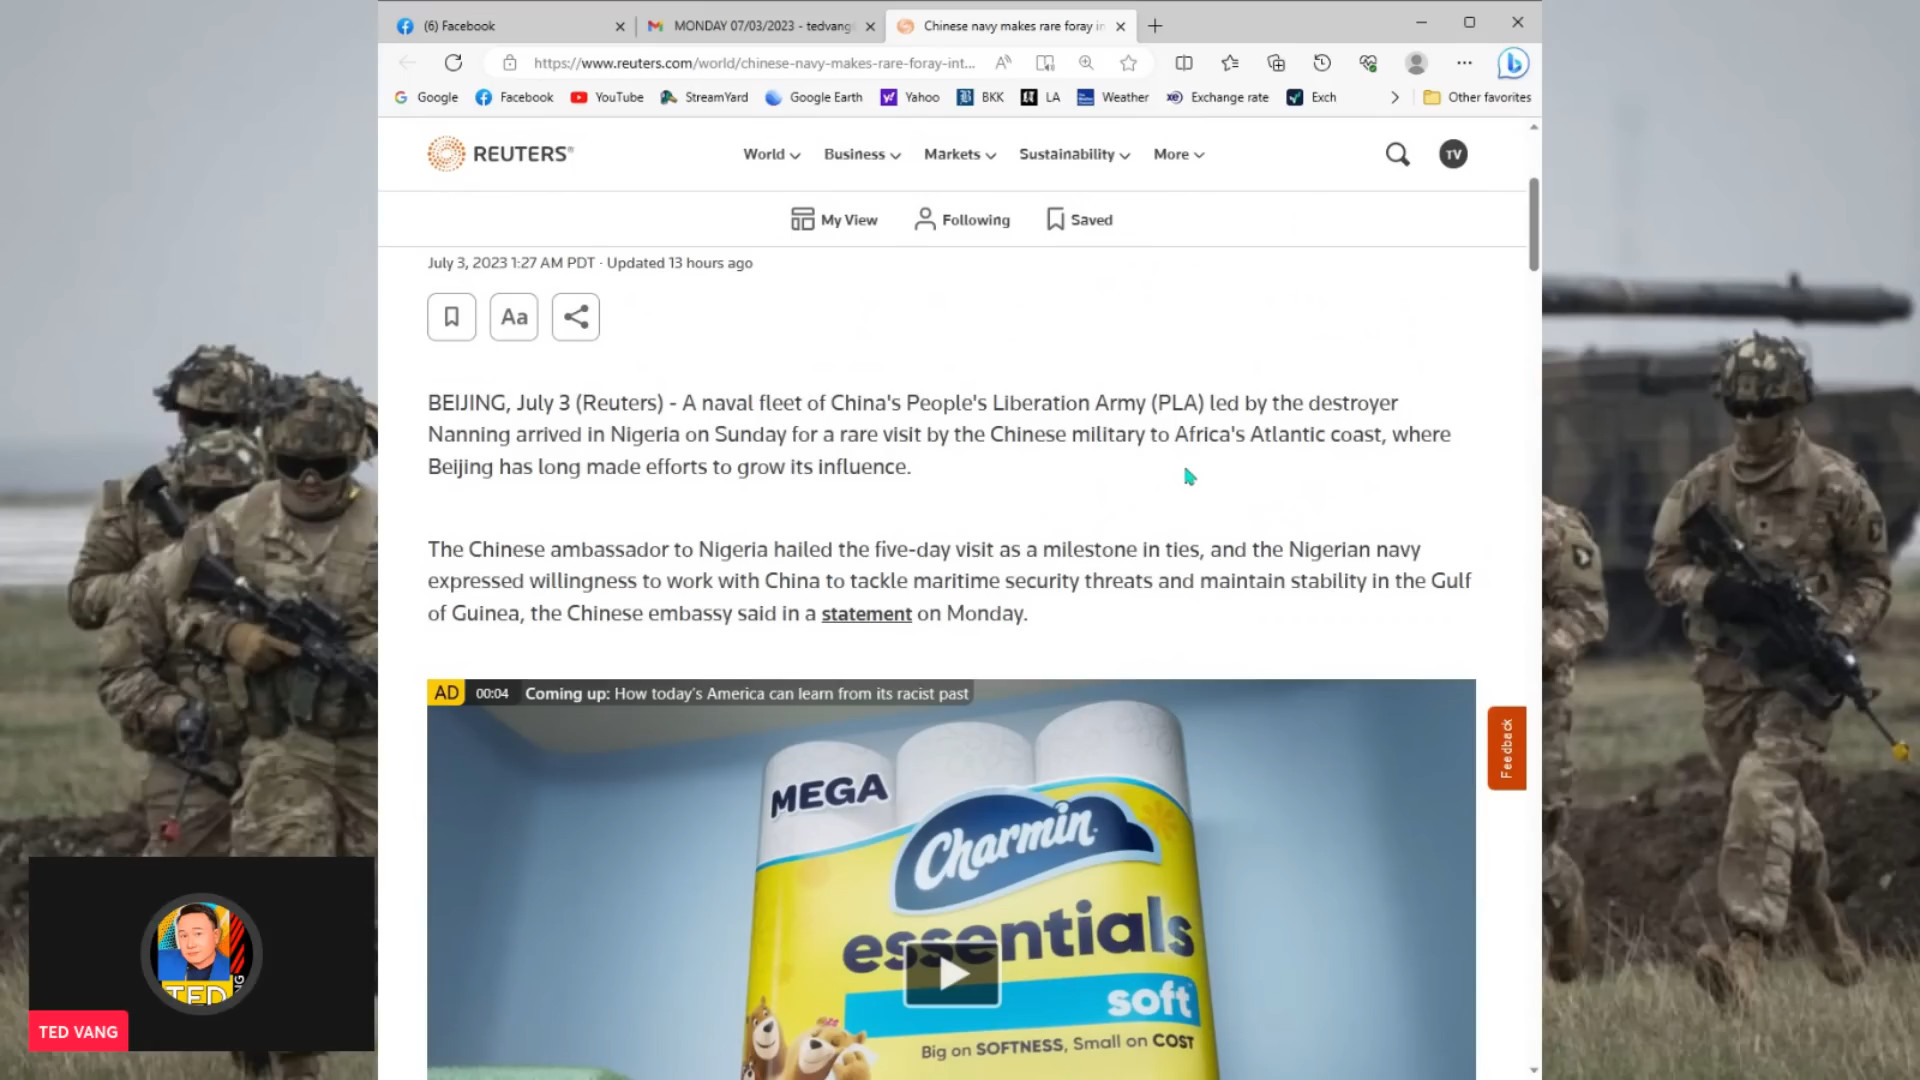 (6) Facebook
MONDAY 07/03/2023 - tedvang
Chinese navy makes rare foray in
https://www.reuters.com/world/chinese-navy-makes-rare-foray-int...
Google
Facebook
YouTube
StreamYard
Google Earth
Yahoo
BKK
LA
Weather
Exchange rate
Exch
Other favorites
REUTERS®
World
Business
Markets
Sustainability
More
TV
My View
Following
Saved
July 3, 2023 1:27 AM PDT · Updated 13 hours ago
Aa
BEIJING, July 3 (Reuters) - A naval fleet of China's People's Liberation Army (PLA) led by the destroyer
Nanning arrived in Nigeria on Sunday for a rare visit by the Chinese military to Africa's Atlantic coast, where
Beijing has long made efforts to grow its influence.
The Chinese ambassador to Nigeria hailed the five-day visit as a milestone in ties, and the Nigerian navy
expressed willingness to work with China to tackle maritime security threats and maintain stability in the Gulf
of Guinea, the Chinese embassy said in a statement on Monday.
AD 00:04 Coming up: How today's America can learn from its racist past
Feedback
MEGA
Charmin
essentials
soft
Big on SOFTNESS, Small on COST
TED
TED VANG